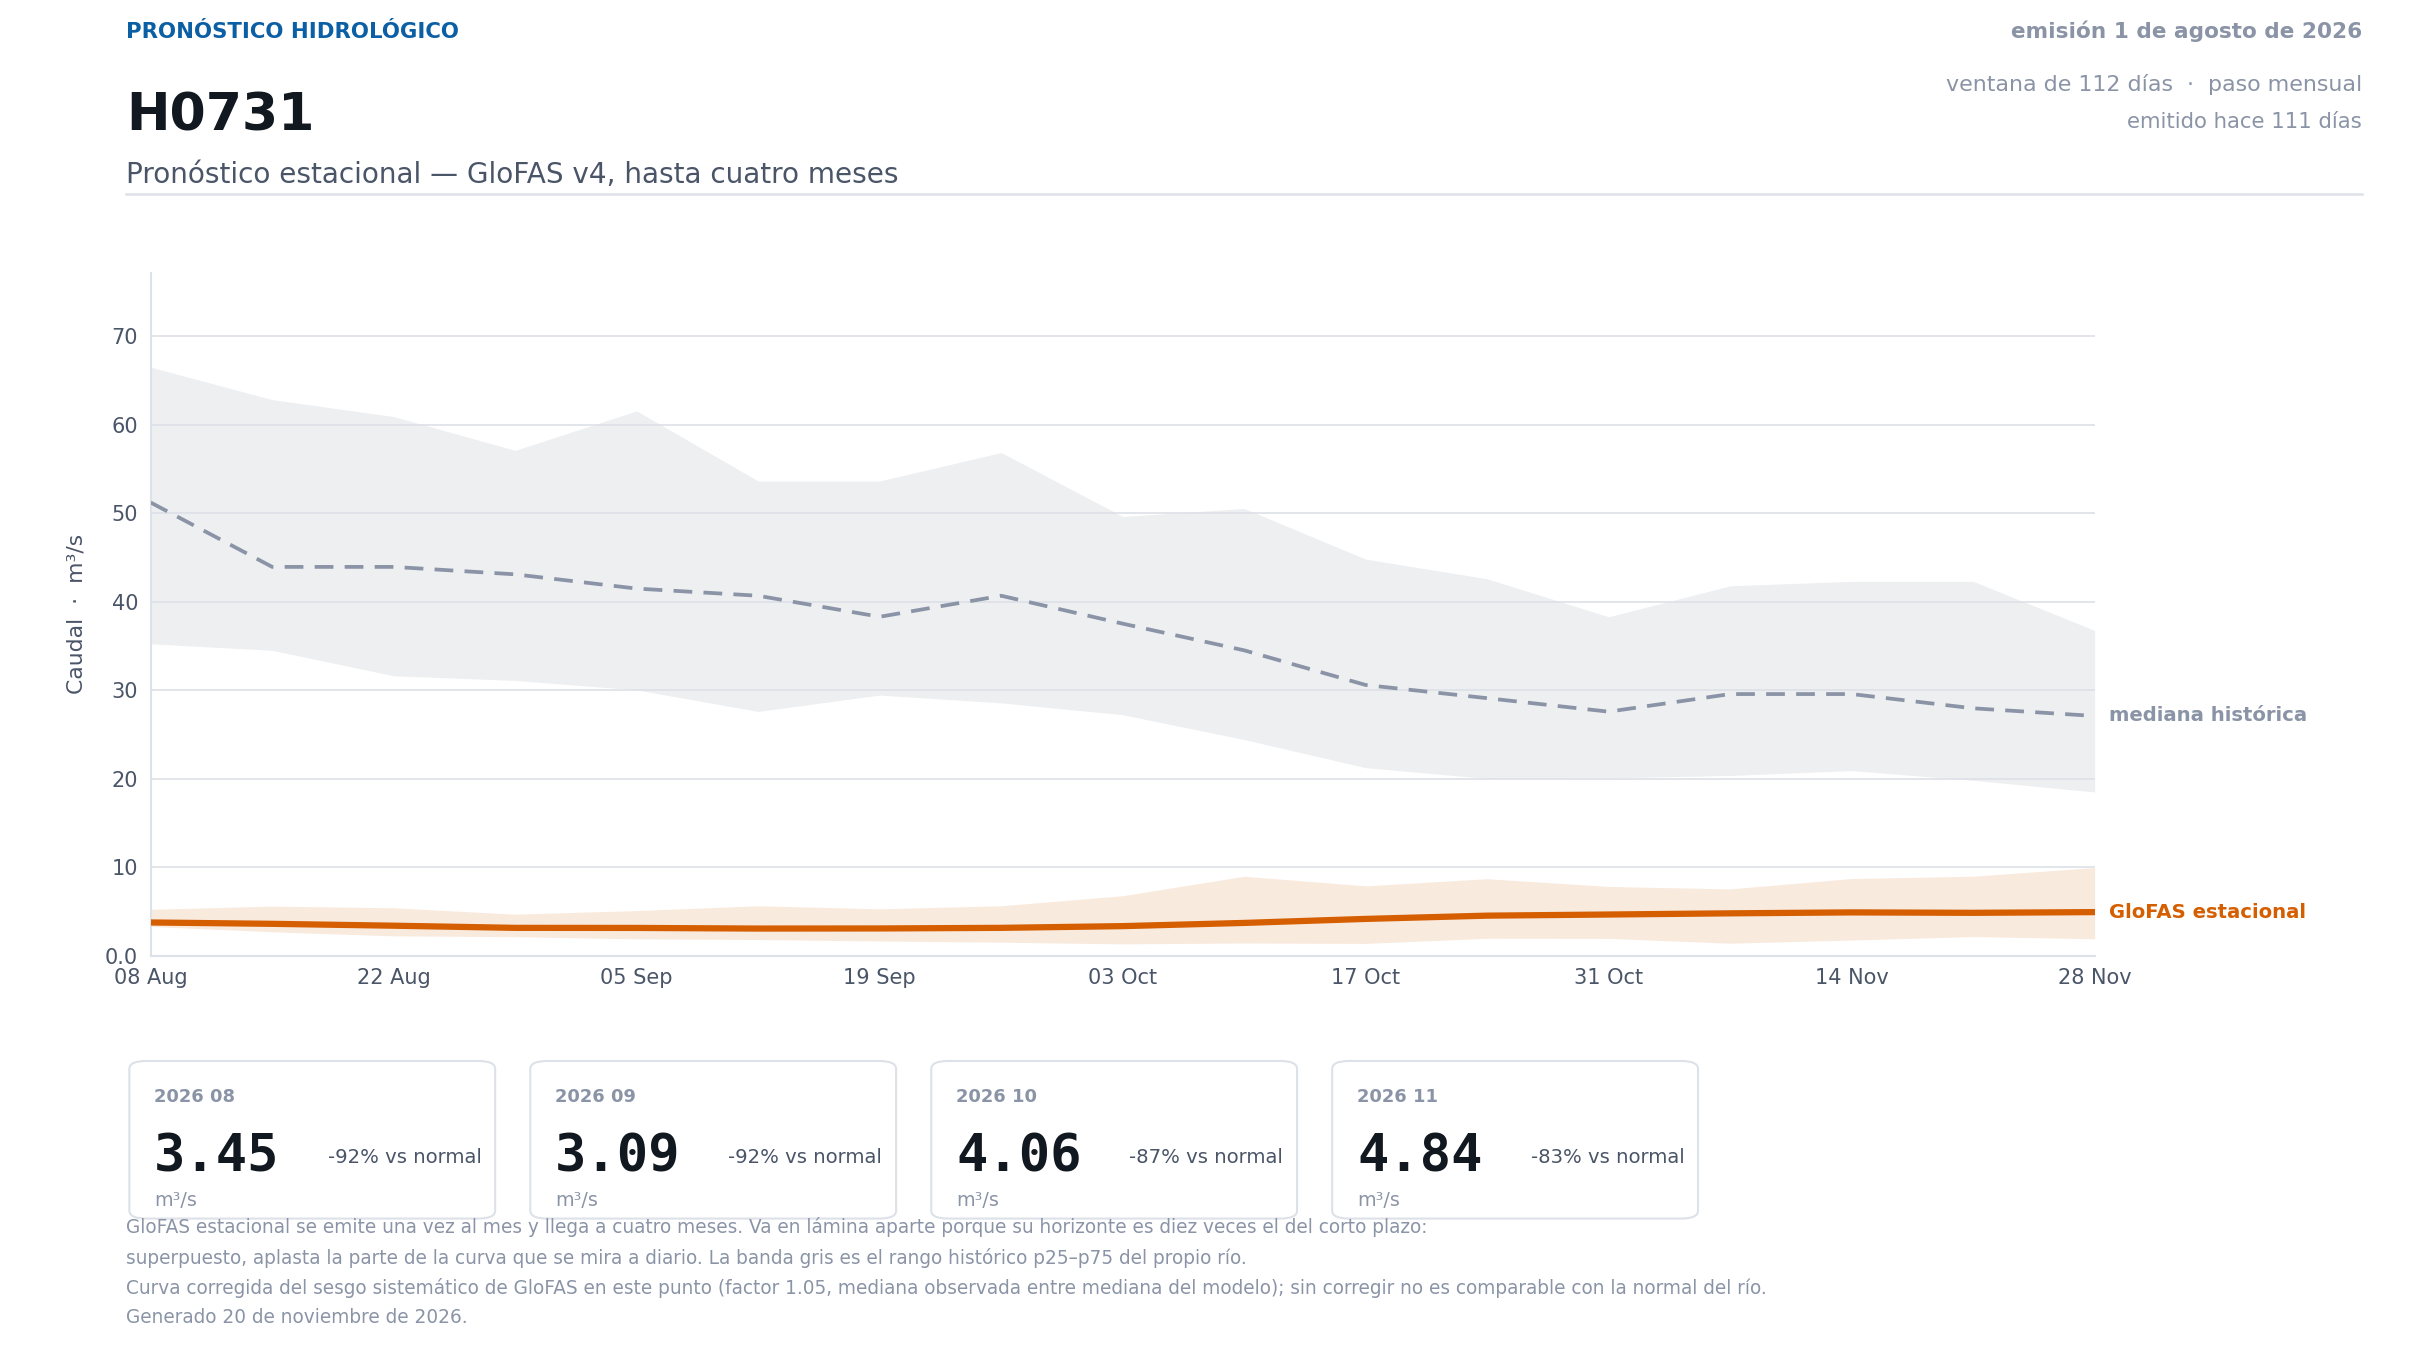 PRONÓSTICO HIDROLÓGICO
emisión 1 de agosto de 2026
H0731
ventana de 112 días · paso mensual
emitido hace 111 días
Pronóstico estacional — GloFAS v4, hasta cuatro meses
Caudal · m³/s
70
60
50
40
30
20
10
0.0
mediana histórica
GloFAS estacional
08 Aug 22 Aug 05 Sep 19 Sep 03 Oct 17 Oct 31 Oct 14 Nov 28 Nov
2026 08
3.45 -92% vs normal
m³/s
2026 09
3.09 -92% vs normal
m³/s
2026 10
4.06 -87% vs normal
m³/s
2026 11
4.84 -83% vs normal
m³/s
GloFAS estacional se emite una vez al mes y llega a cuatro meses. Va en lámina aparte porque su horizonte es diez veces el del corto plazo:
superpuesto, aplasta la parte de la curva que se mira a diario. La banda gris es el rango histórico p25–p75 del propio río.
Curva corregida del sesgo sistemático de GloFAS en este punto (factor 1.05, mediana observada entre mediana del modelo); sin corregir no es comparable con la normal del río.
Generado 20 de noviembre de 2026.